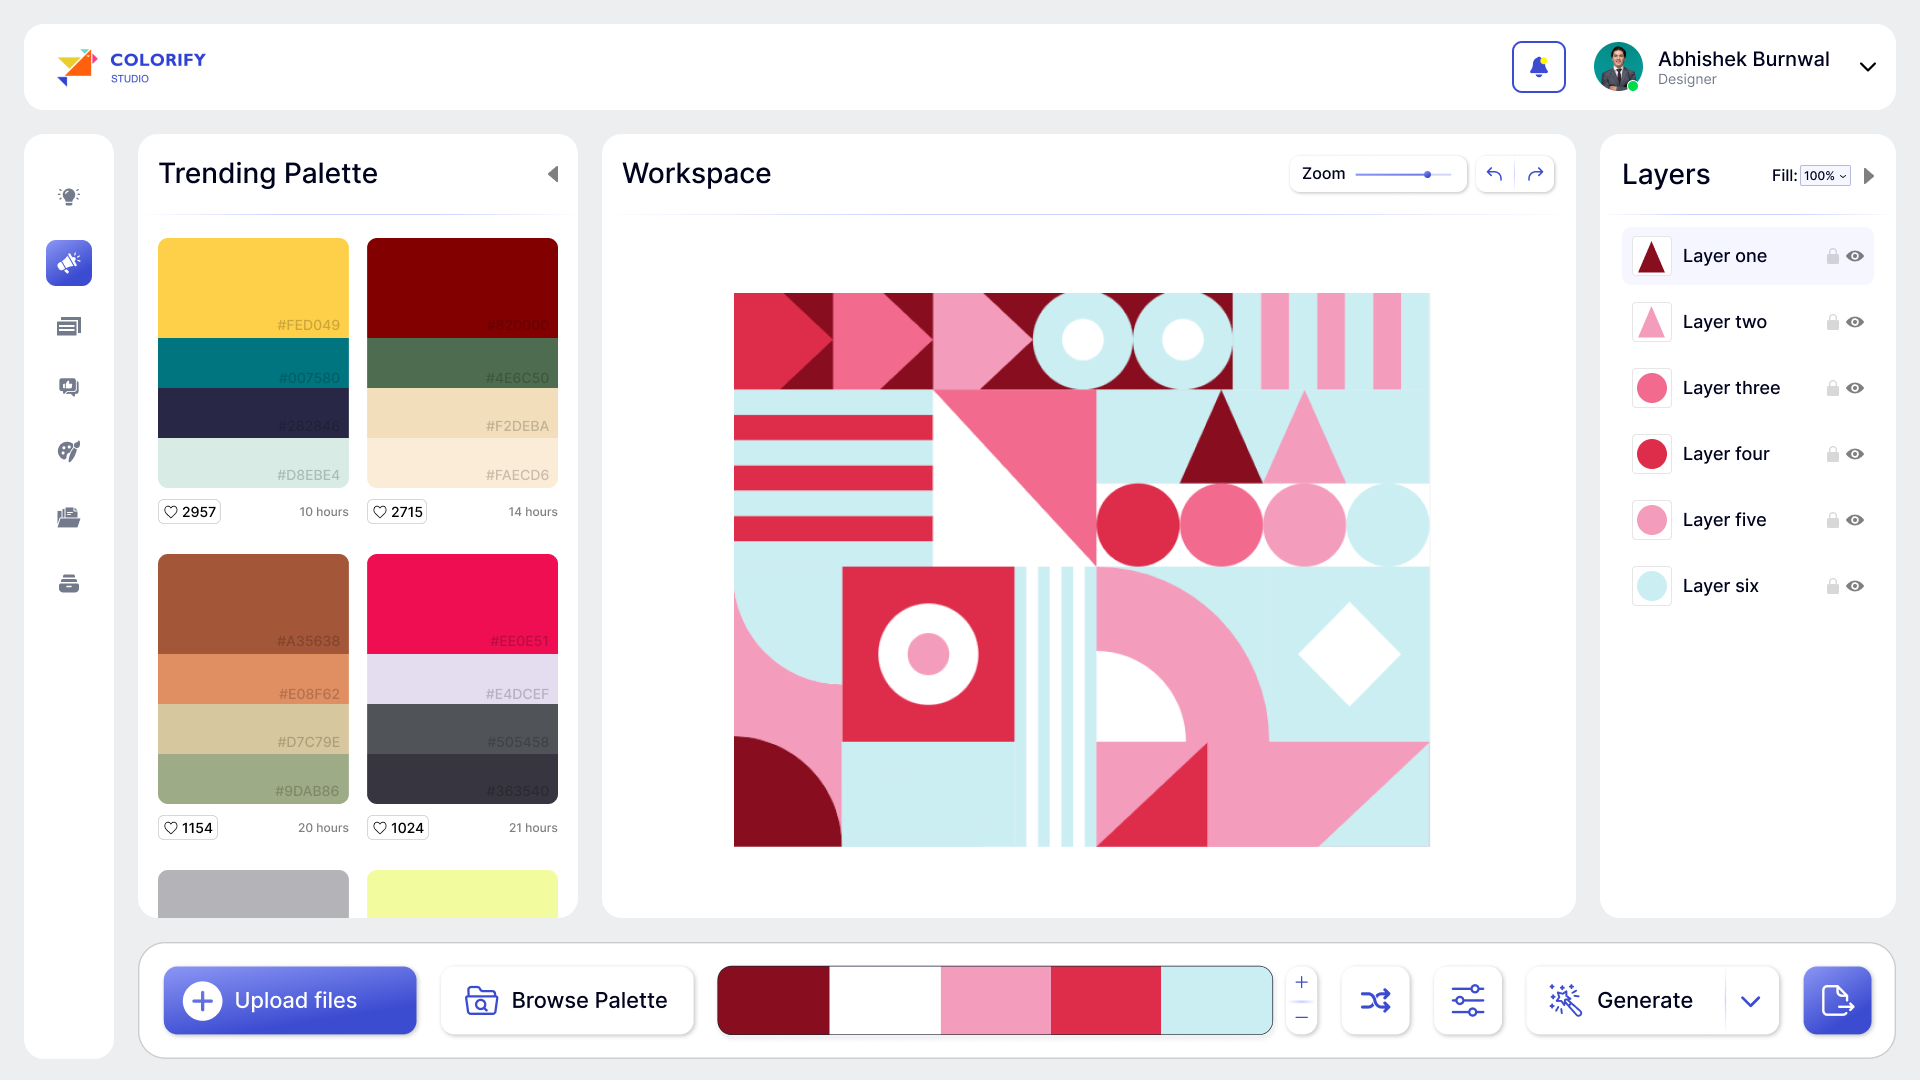 COLORIFY
STUDIO
Abhishek Burnwal
Designer
Trending Palette
#FED049
#007580
#282846
#D8EBE4
2957
10 hours
#820000
#4E6C50
#F2DEBA
#FAECD6
2715
14 hours
#A35638
#E08F62
#D7C79E
#9DAB86
1154
20 hours
#EE0E51
#E4DCEF
#505458
#363540
1024
21 hours
Workspace
Zoom
Layers
Fill: 100%
Layer one
Layer two
Layer three
Layer four
Layer five
Layer six
Upload files
Browse Palette
Generate